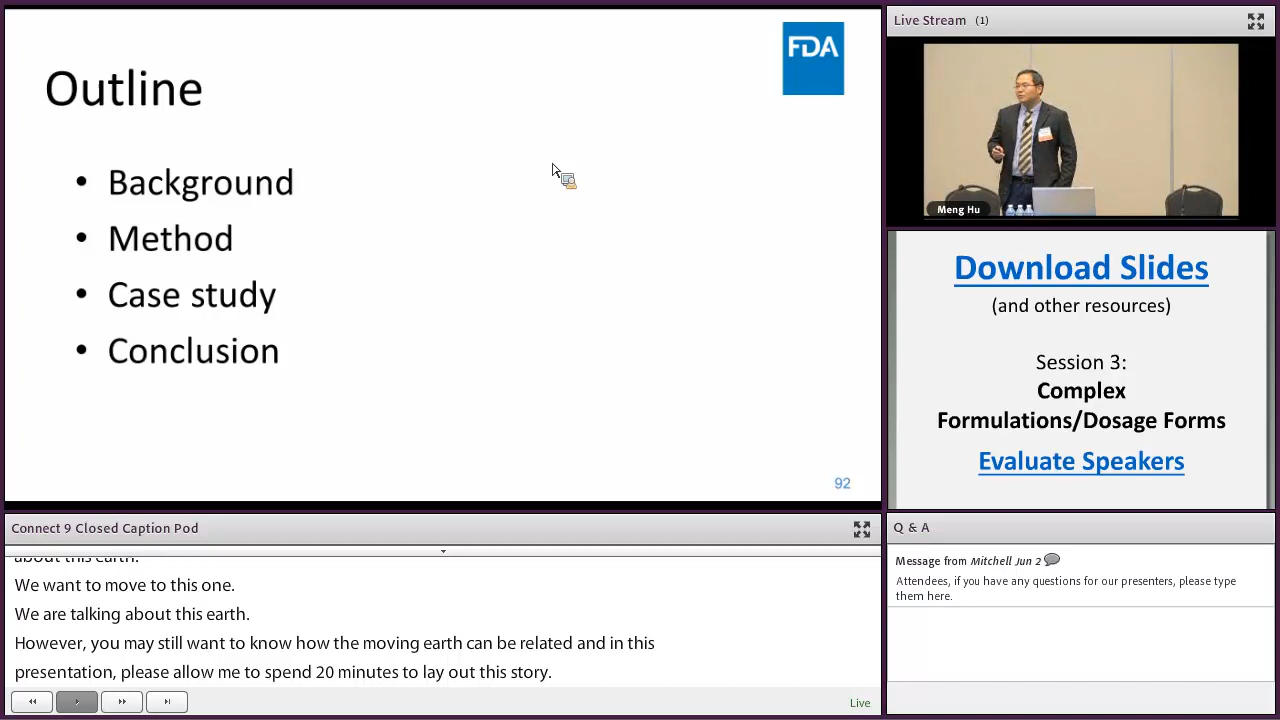 FDA
Outline
• Background
• Method
• Case study
• Conclusion
92
Live Stream (1)
Meng Hu
Download Slides
(and other resources)
Session 3:
Complex
Formulations/Dosage Forms
Evaluate Speakers
Connect 9 Closed Caption Pod
about this earth.
We want to move to this one.
We are talking about this earth.
However, you may still want to know how the moving earth can be related and in this
presentation, please allow me to spend 20 minutes to lay out this story.
Live
Q & A
Message from Mitchell Jun 2
Attendees, if you have any questions for our presenters, please type
them here.